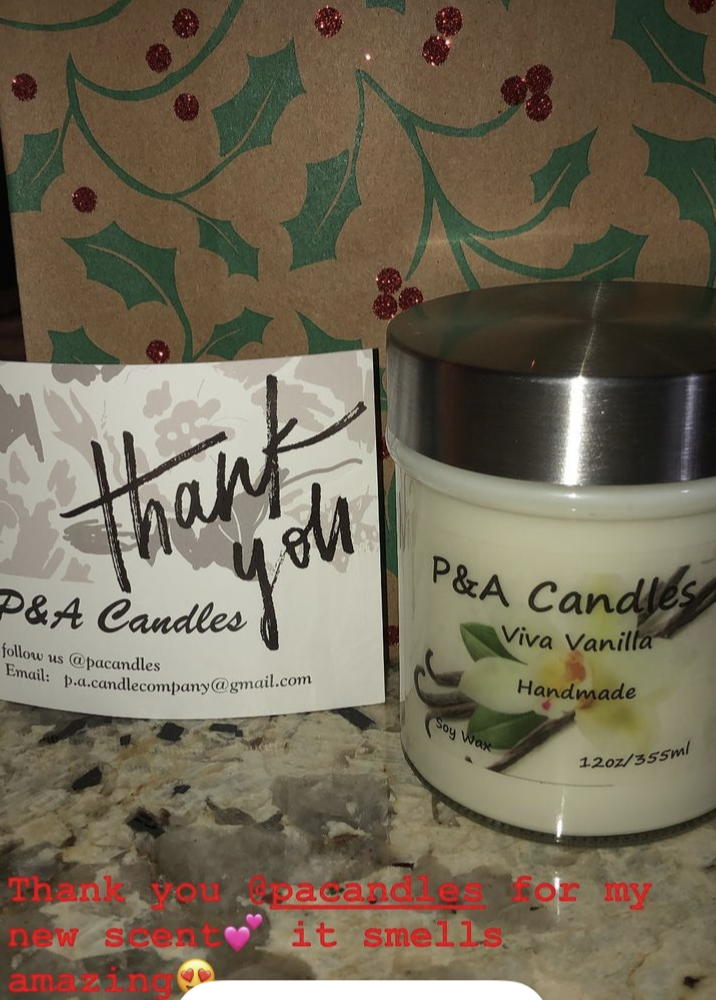 thank
you
P&A Candles
follow us @pacandles
Email: p.a.candlecompany@gmail.com
P&A Candles
Viva Vanilla
Handmade
Soy Wax
12oz/355ml
Thank you @pacandles for my
new scent💕 it smells
amazing😍